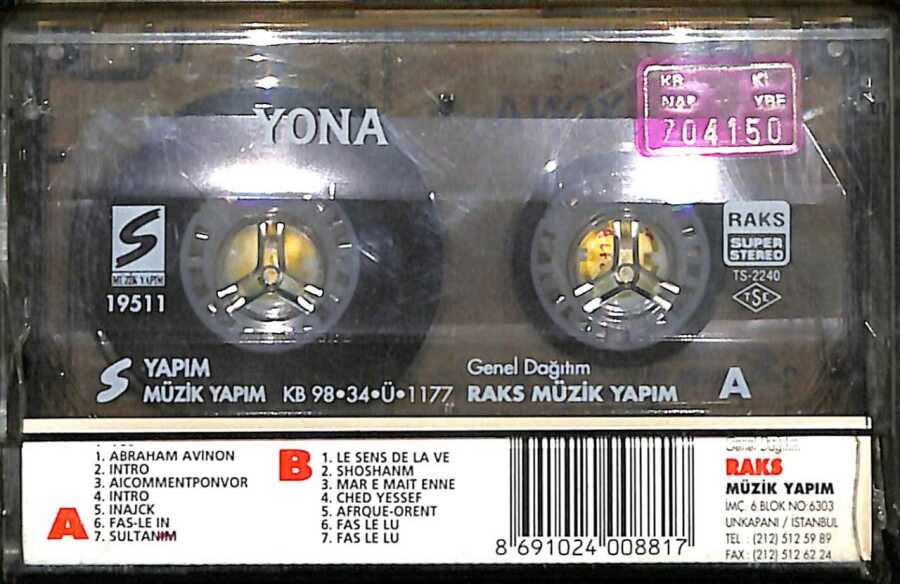 YONA
KB Kİ
704150
S
MÜZİK YAPIM
19511
RAKS
SUPER
STEREO
TS-2240
TSE
S YAPIM
MÜZİK YAPIM KB 98•34•Ü•1177
Genel Dağıtım
RAKS MÜZİK YAPIM
A
A
1. ABRAHAM AVINON
2. INTRO
3. AICOMMENTPONVOR
4. INTRO
5. INAJCK
6. FAS-LE IN
7. SULTANIM
B
1. LE SENS DE LA VE
2. SHOSHANM
3. MAR E MAIT ENNE
4. CHED YESSEF
5. AFRQUE-ORENT
6. FAS LE LU
7. FAS LE LU
8 691024 008817
Genel Dağıtım
RAKS
MÜZİK YAPIM
İMÇ. 6 BLOK NO:6303
UNKAPANI / İSTANBUL
TEL : (212) 512 59 89
FAX : (212) 512 62 24